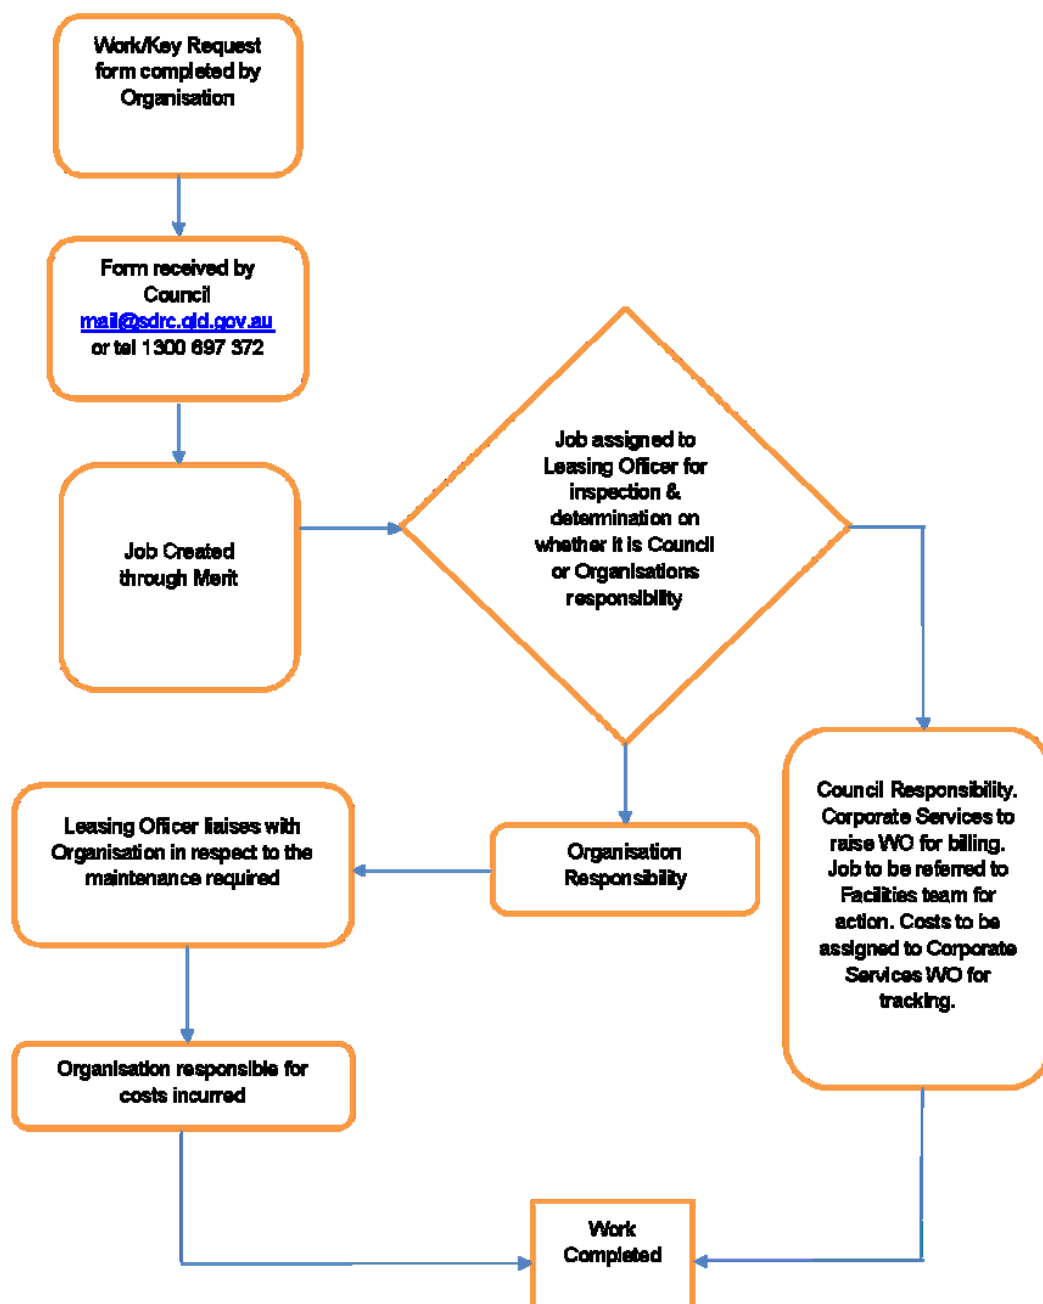 Work/Key Request
form completed by
Organisation
Form received by
Council
mail@sdrc.qld.gov.au
or tel 1300 697 372
Job Created
through Merit
Job assigned to
Leasing Officer for
inspection &
determination on
whether it is Council
or Organisations
responsibility
Organisation
Responsibility
Leasing Officer liaises with
Organisation in respect to the
maintenance required
Organisation responsible for
costs incurred
Council Responsibility.
Corporate Services to
raise WO for billing.
Job to be referred to
Facilities team for
action. Costs to be
assigned to Corporate
Services WO for
tracking.
Work
Completed